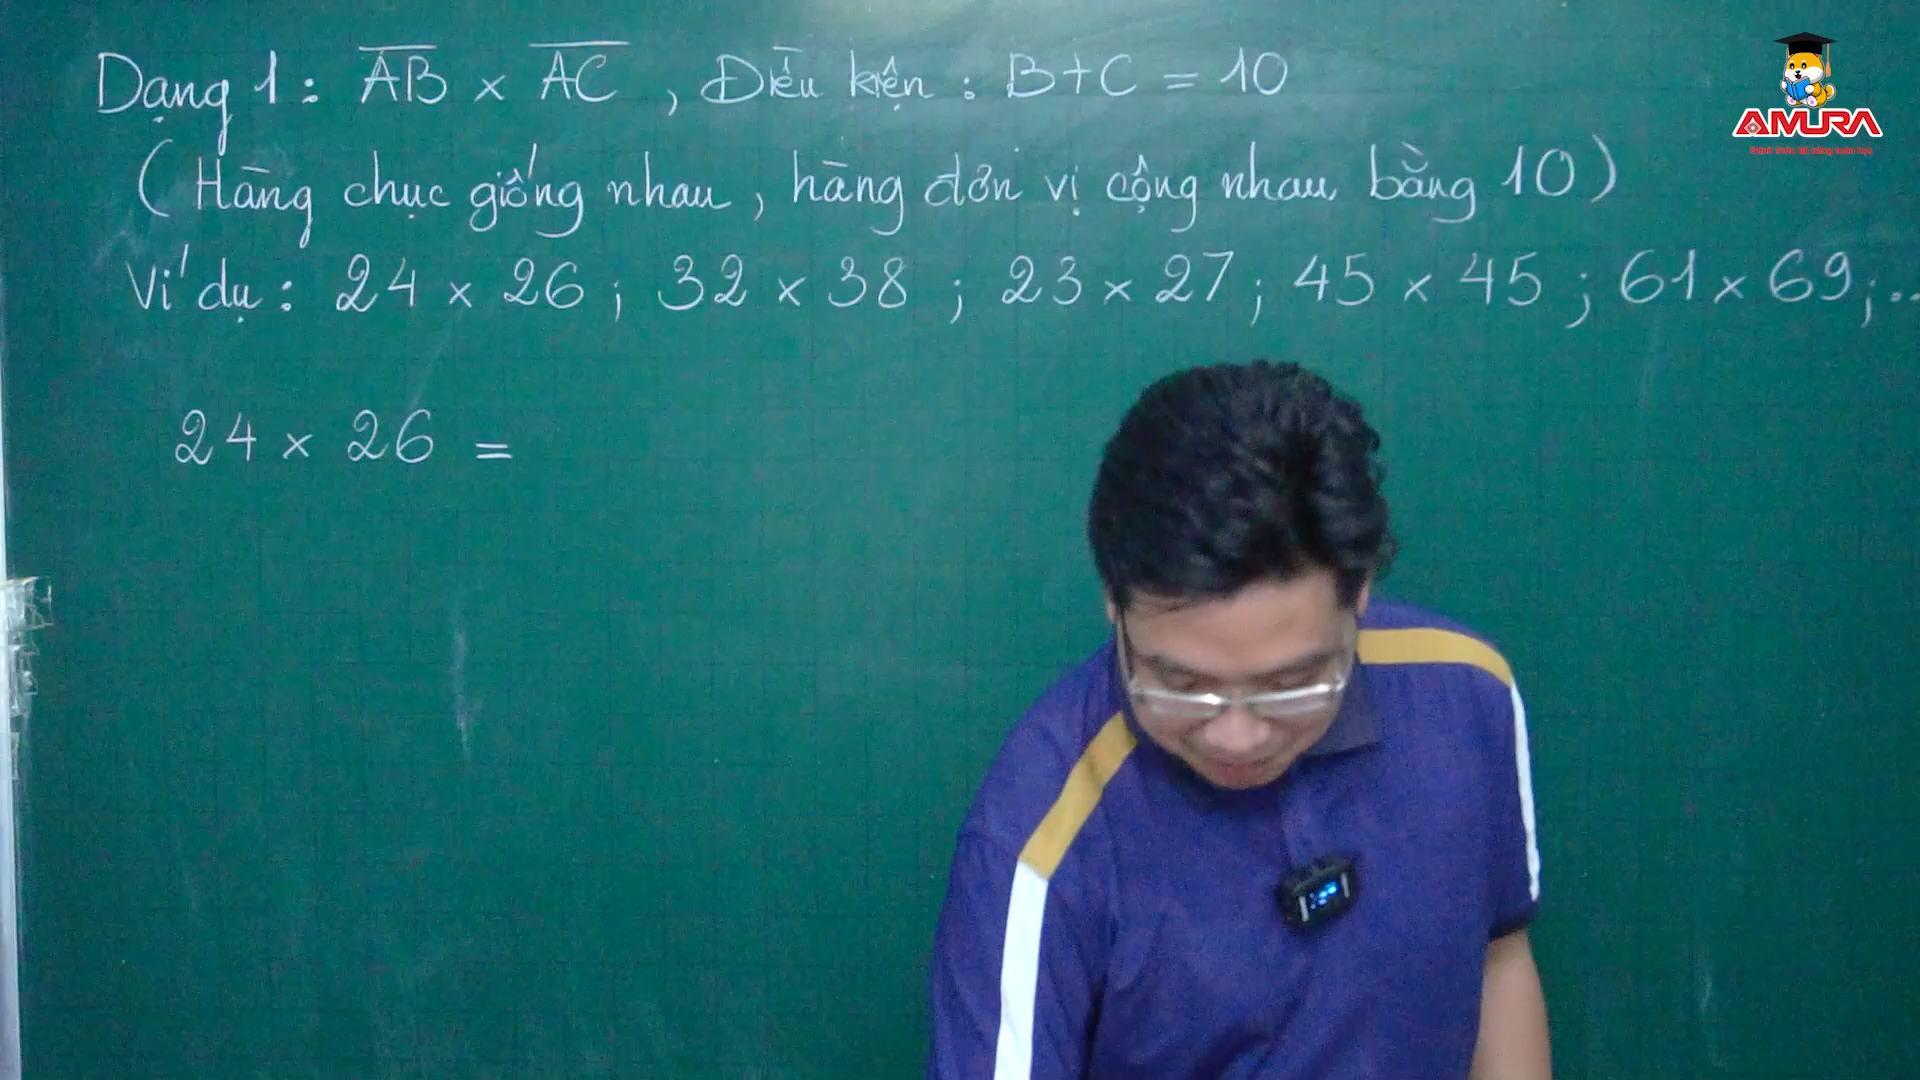 Dạng 1: AB × AC , Điều kiện : B+C = 10
AMURA
(Hàng chục giống nhau, hàng đơn vị cộng nhau bằng 10)
Ví dụ: 24 × 26 ; 32 × 38 ; 23 × 27 ; 45 × 45 ; 61 × 69 ; ...
24 × 26 =